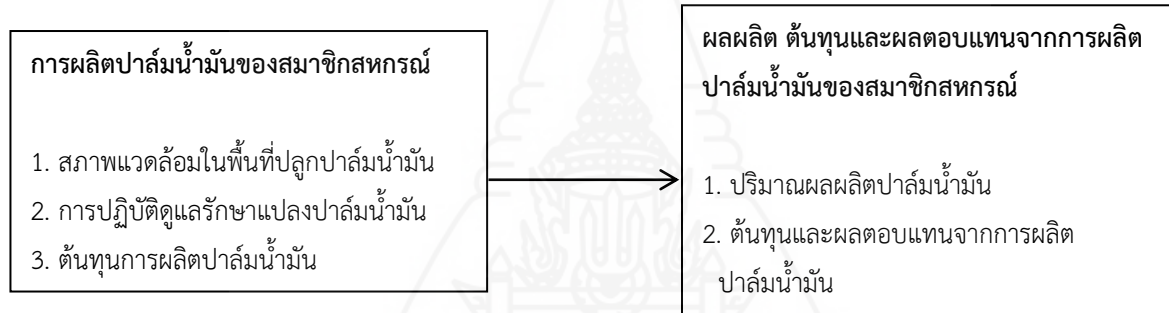 การผลิตปาล์มน้ำมันของสมาชิกสหกรณ์
1. สภาพแวดล้อมในพื้นที่ปลูกปาล์มน้ำมัน
2. การปฏิบัติดูแลรักษาแปลงปาล์มน้ำมัน
3. ต้นทุนการผลิตปาล์มน้ำมัน
ผลผลิต ต้นทุนและผลตอบแทนจากการผลิต
ปาล์มน้ำมันของสมาชิกสหกรณ์
1. ปริมาณผลผลิตปาล์มน้ำมัน
2. ต้นทุนและผลตอบแทนจากการผลิต
ปาล์มน้ำมัน